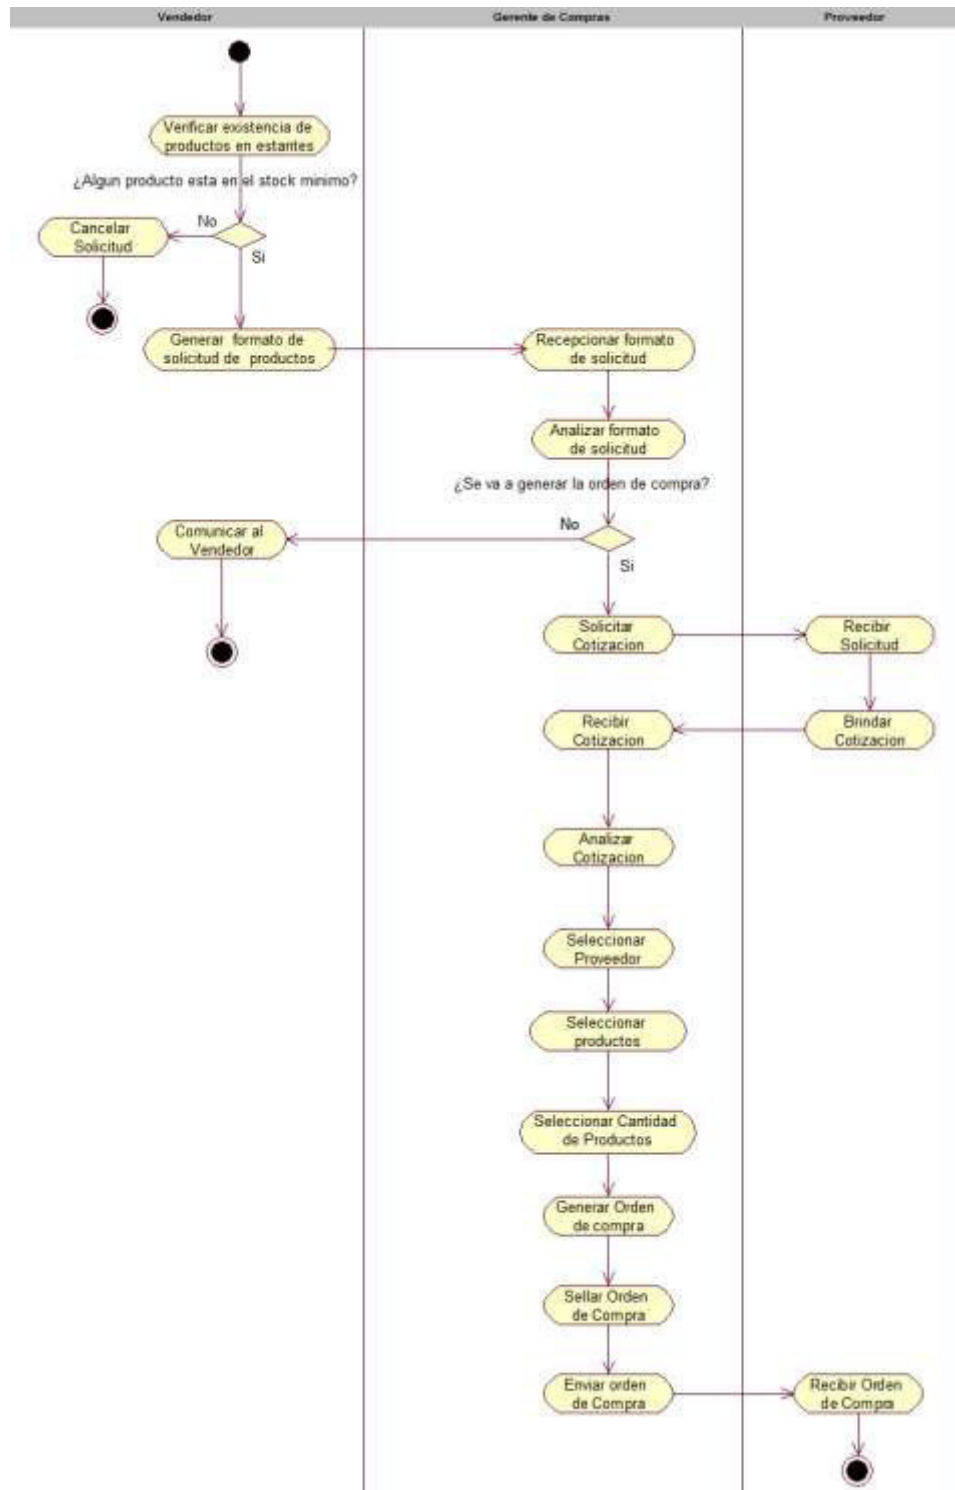 Vendedor
Gerente de Compras
Proveedor
Verificar existencia de
productos en estantes
¿Algun producto esta en el stock minimo?
No
Cancelar
Solicitud
Si
Generar formato de
solicitud de productos
Recepcionar formato
de solicitud
Analizar formato
de solicitud
¿Se va a generar la orden de compra?
No
Comunicar al
Vendedor
Si
Solicitar
Cotizacion
Recibir
Solicitud
Recibir
Cotizacion
Brindar
Cotizacion
Analizar
Cotizacion
Seleccionar
Proveedor
Seleccionar
productos
Seleccionar Cantidad
de Productos
Generar Orden
de compra
Sellar Orden
de Compra
Enviar orden
de Compra
Recibir Orden
de Compra